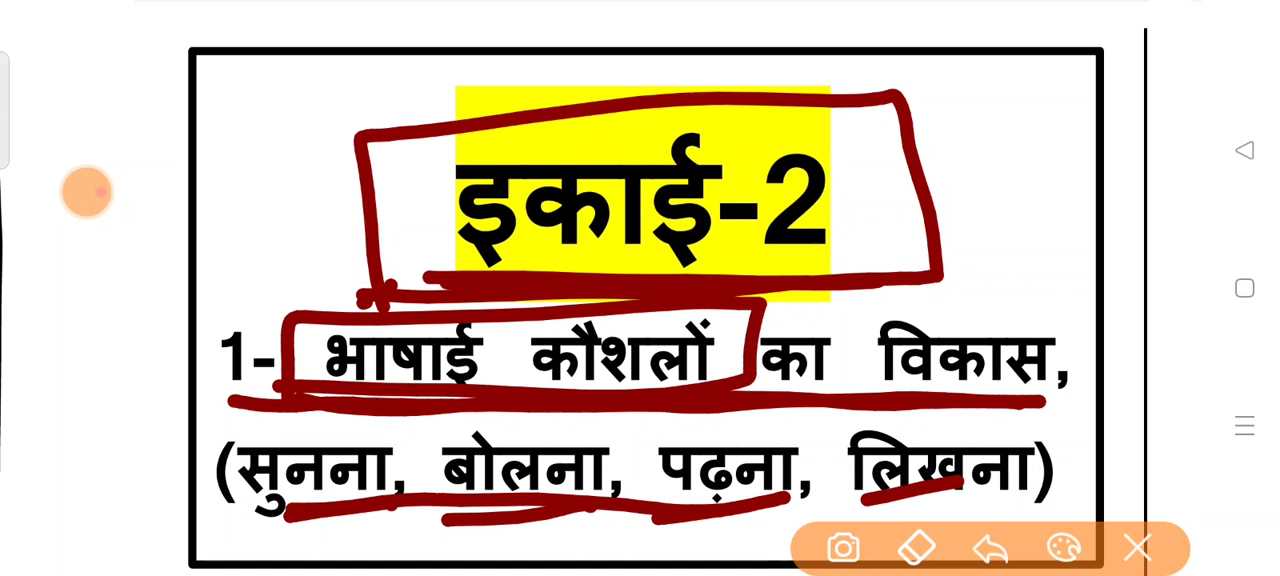 इकाई-2
1- भाषाई कौशलों का विकास,
(सुनना, बोलना, पढ़ना, लिखना)